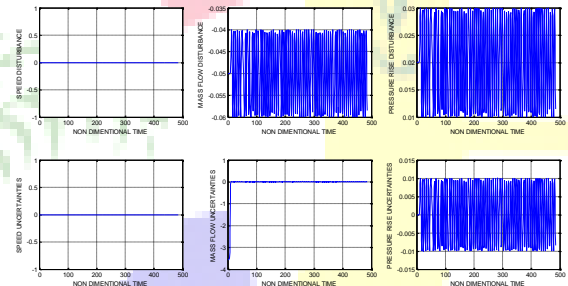 SPEED DISTURBANCE
1
0.5
0
-0.5
-1
0 100 200 300 400 500
NON DIMENTIONAL TIME
MASS FLOW DISTURBANCE
-0.035
-0.04
-0.045
-0.05
-0.055
-0.06
0 100 200 300 400 500
NON DIMENTIONAL TIME
PRESSURE RISE DISTURBANCE
0.03
0.025
0.02
0.015
0.01
0 100 200 300 400 500
NON DIMENTIONAL TIME
SPEED UNCERTAINTIES
1
0.5
0
-0.5
-1
0 100 200 300 400 500
NON DIMENTIONAL TIME
MASS FLOW UNCERTAINTIES
1
0
-1
-2
-3
-4
0 100 200 300 400 500
NON DIMENTIONAL TIME
PRESSURE RISE UNCERTAINTIES
0.015
0.01
0.005
0
-0.005
-0.01
-0.015
0 100 200 300 400 500
NON DIMENTIONAL TIME